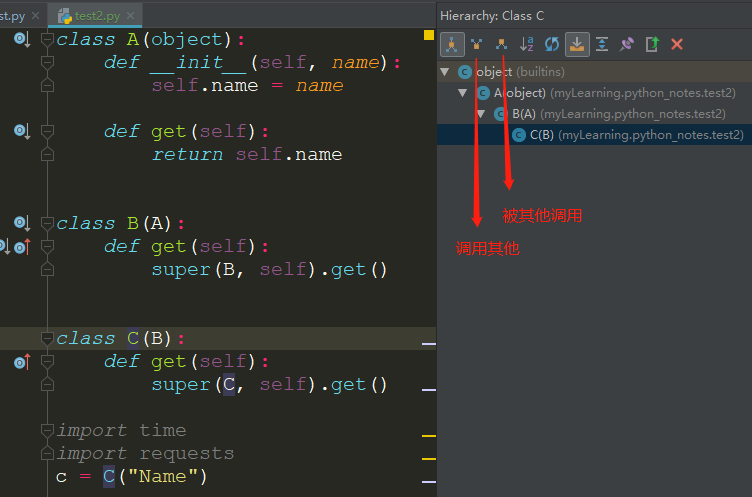 st.py × test2.py ×
class A(object):
    def __init__(self, name):
        self.name = name
    def get(self):
        return self.name
class B(A):
    def get(self):
        super(B, self).get()
class C(B):
    def get(self):
        super(C, self).get()
import time
import requests
c = C("Name")
Hierarchy: Class C
object (builtins)
A(object) (myLearning.python_notes.test2)
B(A) (myLearning.python_notes.test2)
C(B) (myLearning.python_notes.test2)
被其他调用
调用其他